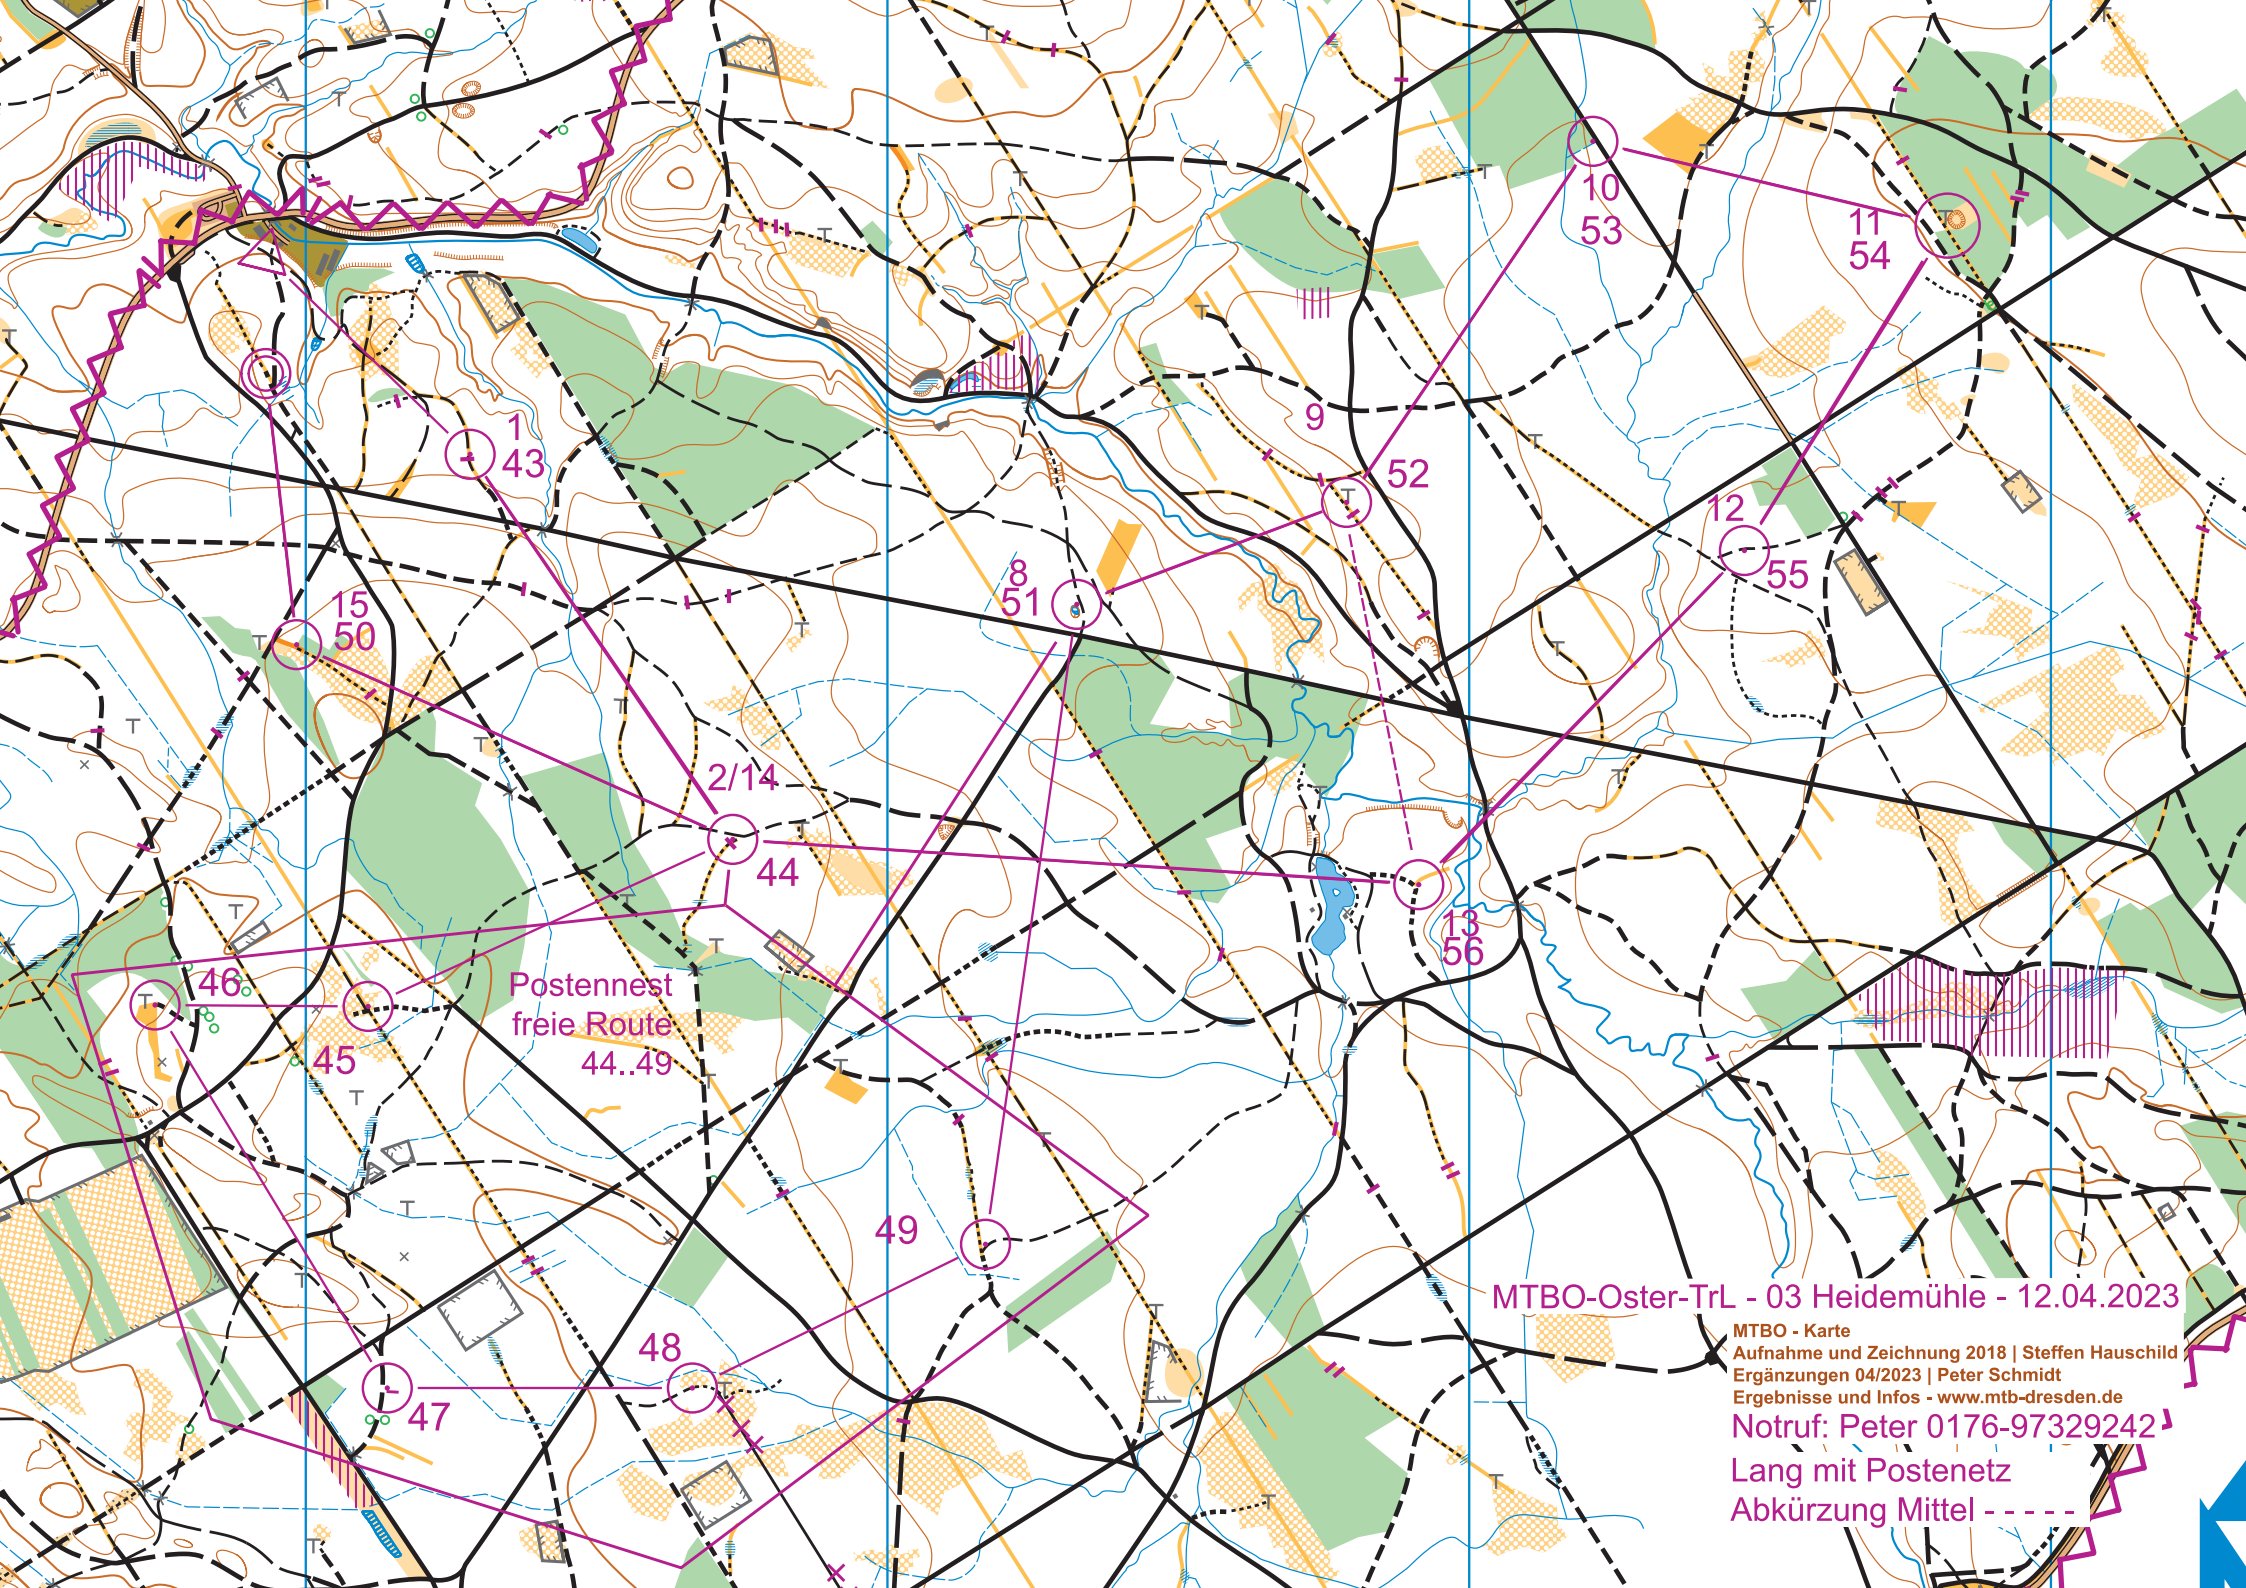 10
53
11
54
9
52
1
43
12
55
8
51
15
50
2/14
44
13
56
46
45
Postennest
freie Route
44..49
49
48
47
MTBO-Oster-TrL - 03 Heidemühle - 12.04.2023
MTBO - Karte
Aufnahme und Zeichnung 2018 | Steffen Hauschild
Ergänzungen 04/2023 | Peter Schmidt
Ergebnisse und Infos - www.mtb-dresden.de
Notruf: Peter 0176-97329242
Lang mit Postenetz
Abkürzung Mittel - - - - -